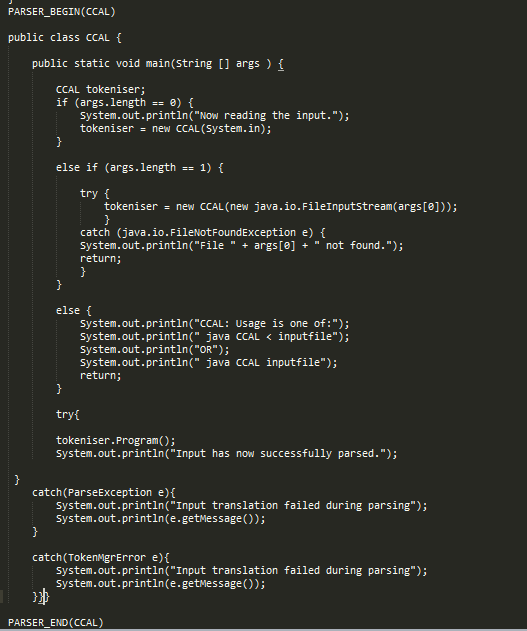 }
PARSER_BEGIN(CCAL)

public class CCAL {

    public static void main(String [] args ) {

        CCAL tokeniser;
        if (args.length == 0) {
            System.out.println("Now reading the input.");
            tokeniser = new CCAL(System.in);
        }

        else if (args.length == 1) {

            try {
                tokeniser = new CCAL(new java.io.FileInputStream(args[0]));
                }
            catch (java.io.FileNotFoundException e) {
            System.out.println("File " + args[0] + " not found.");
            return;
            }
        }

        else {
            System.out.println("CCAL: Usage is one of:");
            System.out.println(" java CCAL < inputfile");
            System.out.println("OR");
            System.out.println(" java CCAL inputfile");
            return;
        }

        try{

        tokeniser.Program();
        System.out.println("Input has now successfully parsed.");

 }
    catch(ParseException e){
        System.out.println("Input translation failed during parsing");
        System.out.println(e.getMessage());
    }

    catch(TokenMgrError e){
        System.out.println("Input translation failed during parsing");
        System.out.println(e.getMessage());
    }}}

PARSER_END(CCAL)